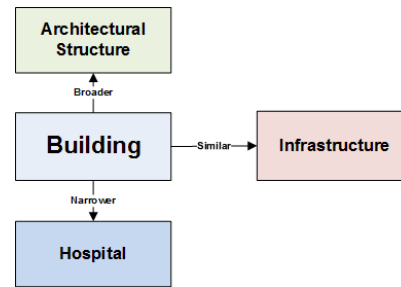 Architectural
Structure
Broader
Building
Similar
Infrastructure
Narrower
Hospital